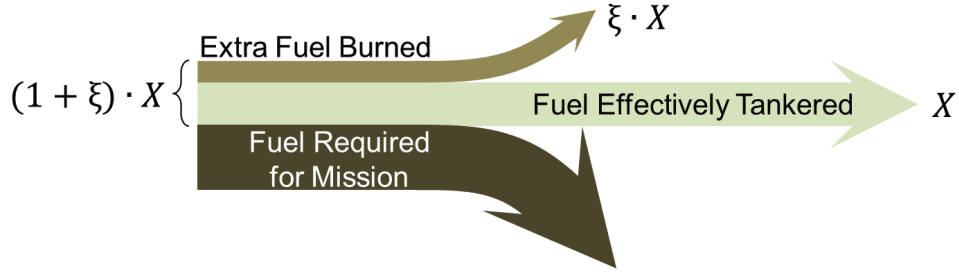 Extra Fuel Burned
ξ · X
(1 + ξ) · X
Fuel Effectively Tankered
X
Fuel Required
for Mission